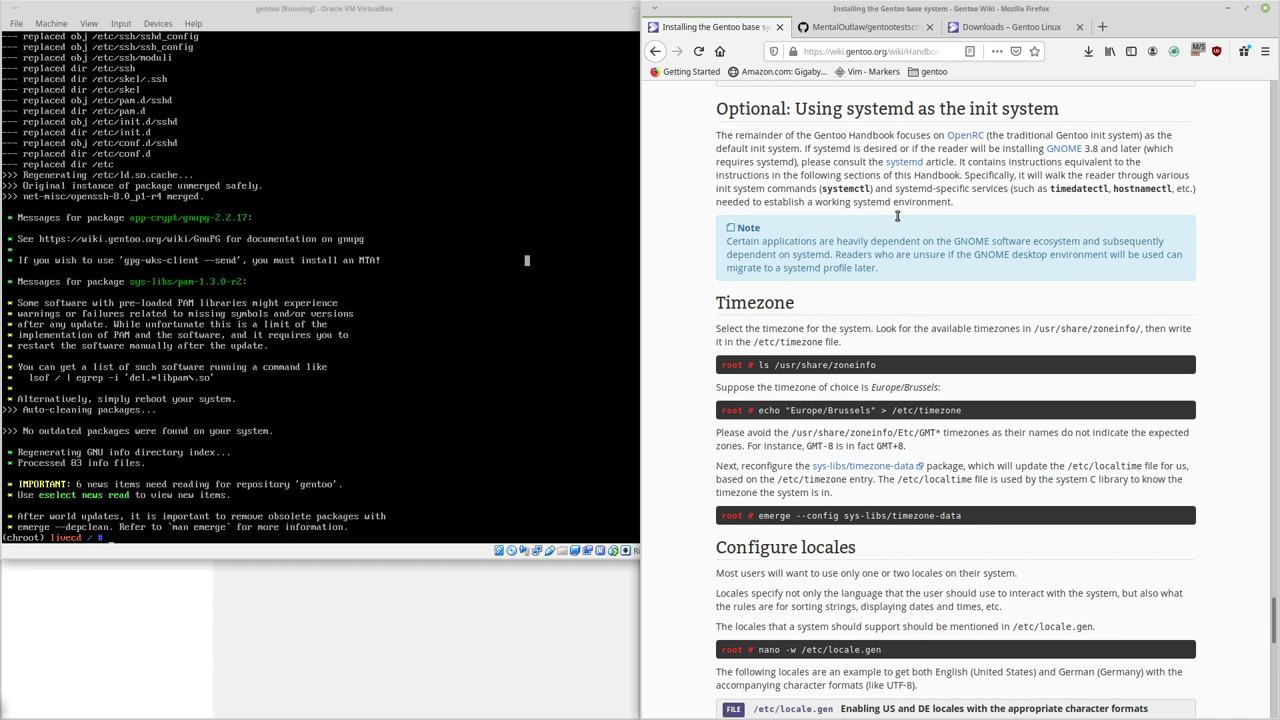 gentoo [Running] - Oracle VM VirtualBox
File Machine View Input Devices Help
--- replaced obj /etc/ssh/sshd_config
--- replaced obj /etc/ssh/ssh_config
--- replaced obj /etc/ssh/moduli
--- replaced dir /etc/ssh
--- replaced dir /etc/skel/.ssh
--- replaced dir /etc/skel
--- replaced obj /etc/pam.d/sshd
--- replaced dir /etc/pam.d
--- replaced obj /etc/init.d/sshd
--- replaced dir /etc/init.d
--- replaced obj /etc/conf.d/sshd
--- replaced dir /etc/conf.d
--- replaced dir /etc
>>> Regenerating /etc/ld.so.cache...
>>> Original instance of package unmerged safely.
>>> net-misc/openssh-8.0_p1-r4 merged.
* Messages for package app-crypt/gnupg-2.2.17:
* See https://wiki.gentoo.org/wiki/GnuPG for documentation on gnupg
*
* If you wish to use 'gpg-wks-client --send', you must install an MTA!
* Messages for package sys-libs/pam-1.3.0-r2:
* Some software with pre-loaded PAM libraries might experience
* warnings or failures related to missing symbols and/or versions
* after any update. While unfortunate this is a limit of the
* implementation of PAM and the software, and it requires you to
* restart the software manually after the update.
*
* You can get a list of such software running a command like
* lsof / | egrep -i 'del.*libpam\.so'
*
* Alternatively, simply reboot your system.
>>> Auto-cleaning packages...
>>> No outdated packages were found on your system.
* Regenerating GNU info directory index...
* Processed 83 info files.
* IMPORTANT: 6 news items need reading for repository 'gentoo'.
* Use eselect news read to view new items.
* After world updates, it is important to remove obsolete packages with
* emerge --depclean. Refer to `man emerge` for more information.
(chroot) livecd / # _
Installing the Gentoo base system - Gentoo Wiki - Mozilla Firefox
Installing the Gentoo base sy
MentalOutlaw/gentootestscri
Downloads – Gentoo Linux
https://wiki.gentoo.org/wiki/Handboo
M/S
Getting Started Amazon.com: Gigaby... Vim - Markers gentoo
Optional: Using systemd as the init system
The remainder of the Gentoo Handbook focuses on OpenRC (the traditional Gentoo init system) as the
default init system. If systemd is desired or if the reader will be installing GNOME 3.8 and later (which
requires systemd), please consult the systemd article. It contains instructions equivalent to the
instructions in the following sections of this Handbook. Specifically, it will walk the reader through various
init system commands (systemctl) and systemd-specific services (such as timedatectl, hostnamectl, etc.)
needed to establish a working systemd environment.
Note
Certain applications are heavily dependent on the GNOME software ecosystem and subsequently
dependent on systemd. Readers who are unsure if the GNOME desktop environment will be used can
migrate to a systemd profile later.
Timezone
Select the timezone for the system. Look for the available timezones in /usr/share/zoneinfo/, then write
it in the /etc/timezone file.
root # ls /usr/share/zoneinfo
Suppose the timezone of choice is Europe/Brussels:
root # echo "Europe/Brussels" > /etc/timezone
Please avoid the /usr/share/zoneinfo/Etc/GMT* timezones as their names do not indicate the expected
zones. For instance, GMT-8 is in fact GMT+8.
Next, reconfigure the sys-libs/timezone-data package, which will update the /etc/localtime file for us,
based on the /etc/timezone entry. The /etc/localtime file is used by the system C library to know the
timezone the system is in.
root # emerge --config sys-libs/timezone-data
Configure locales
Most users will want to use only one or two locales on their system.
Locales specify not only the language that the user should use to interact with the system, but also what
the rules are for sorting strings, displaying dates and times, etc.
The locales that a system should support should be mentioned in /etc/locale.gen.
root # nano -w /etc/locale.gen
The following locales are an example to get both English (United States) and German (Germany) with the
accompanying character formats (like UTF-8).
FILE /etc/locale.gen Enabling US and DE locales with the appropriate character formats